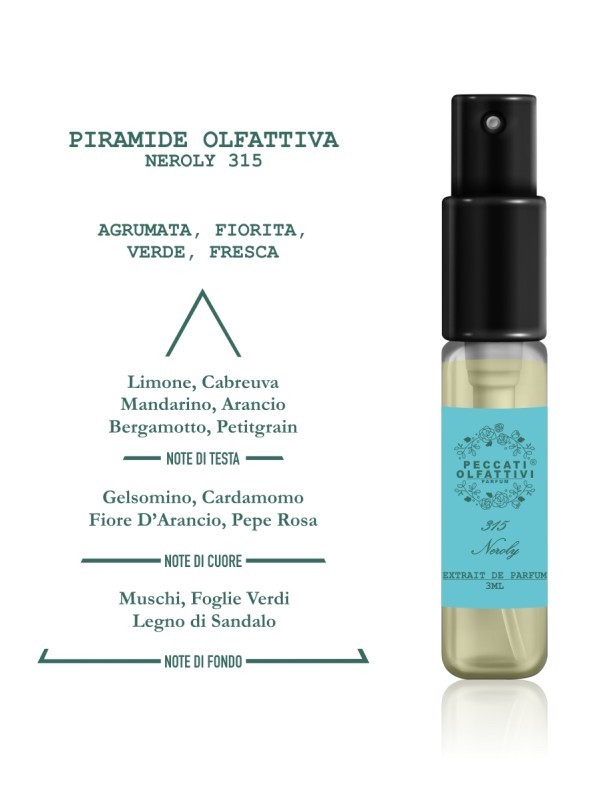 PIRAMIDE OLFATTIVA
NEROLY 315
AGRUMATA, FIORITA,
VERDE, FRESCA
Limone, Cabreuva
Mandarino, Arancio
Bergamotto, Petitgrain
NOTE DI TESTA
Gelsomino, Cardamomo
Fiore D'Arancio, Pepe Rosa
NOTE DI CUORE
Muschi, Foglie Verdi
Legno di Sandalo
NOTE DI FONDO
PECCATI®
OLFATTIVI
PARFUM
315
Neroly
EXTRAIT DE PARFUM
3ML